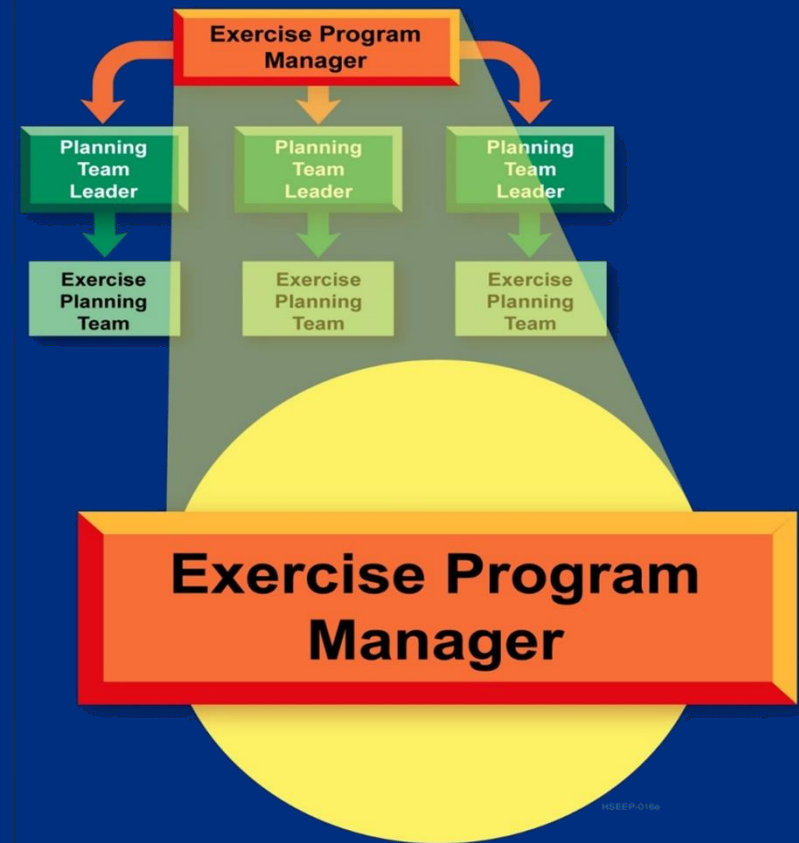 Exercise Program
Manager
Planning
Team
Leader
Planning
Team
Leader
Planning
Team
Leader
Exercise
Planning
Team
Exercise
Planning
Team
Exercise
Planning
Team
Exercise Program
Manager
HSEEP-016e